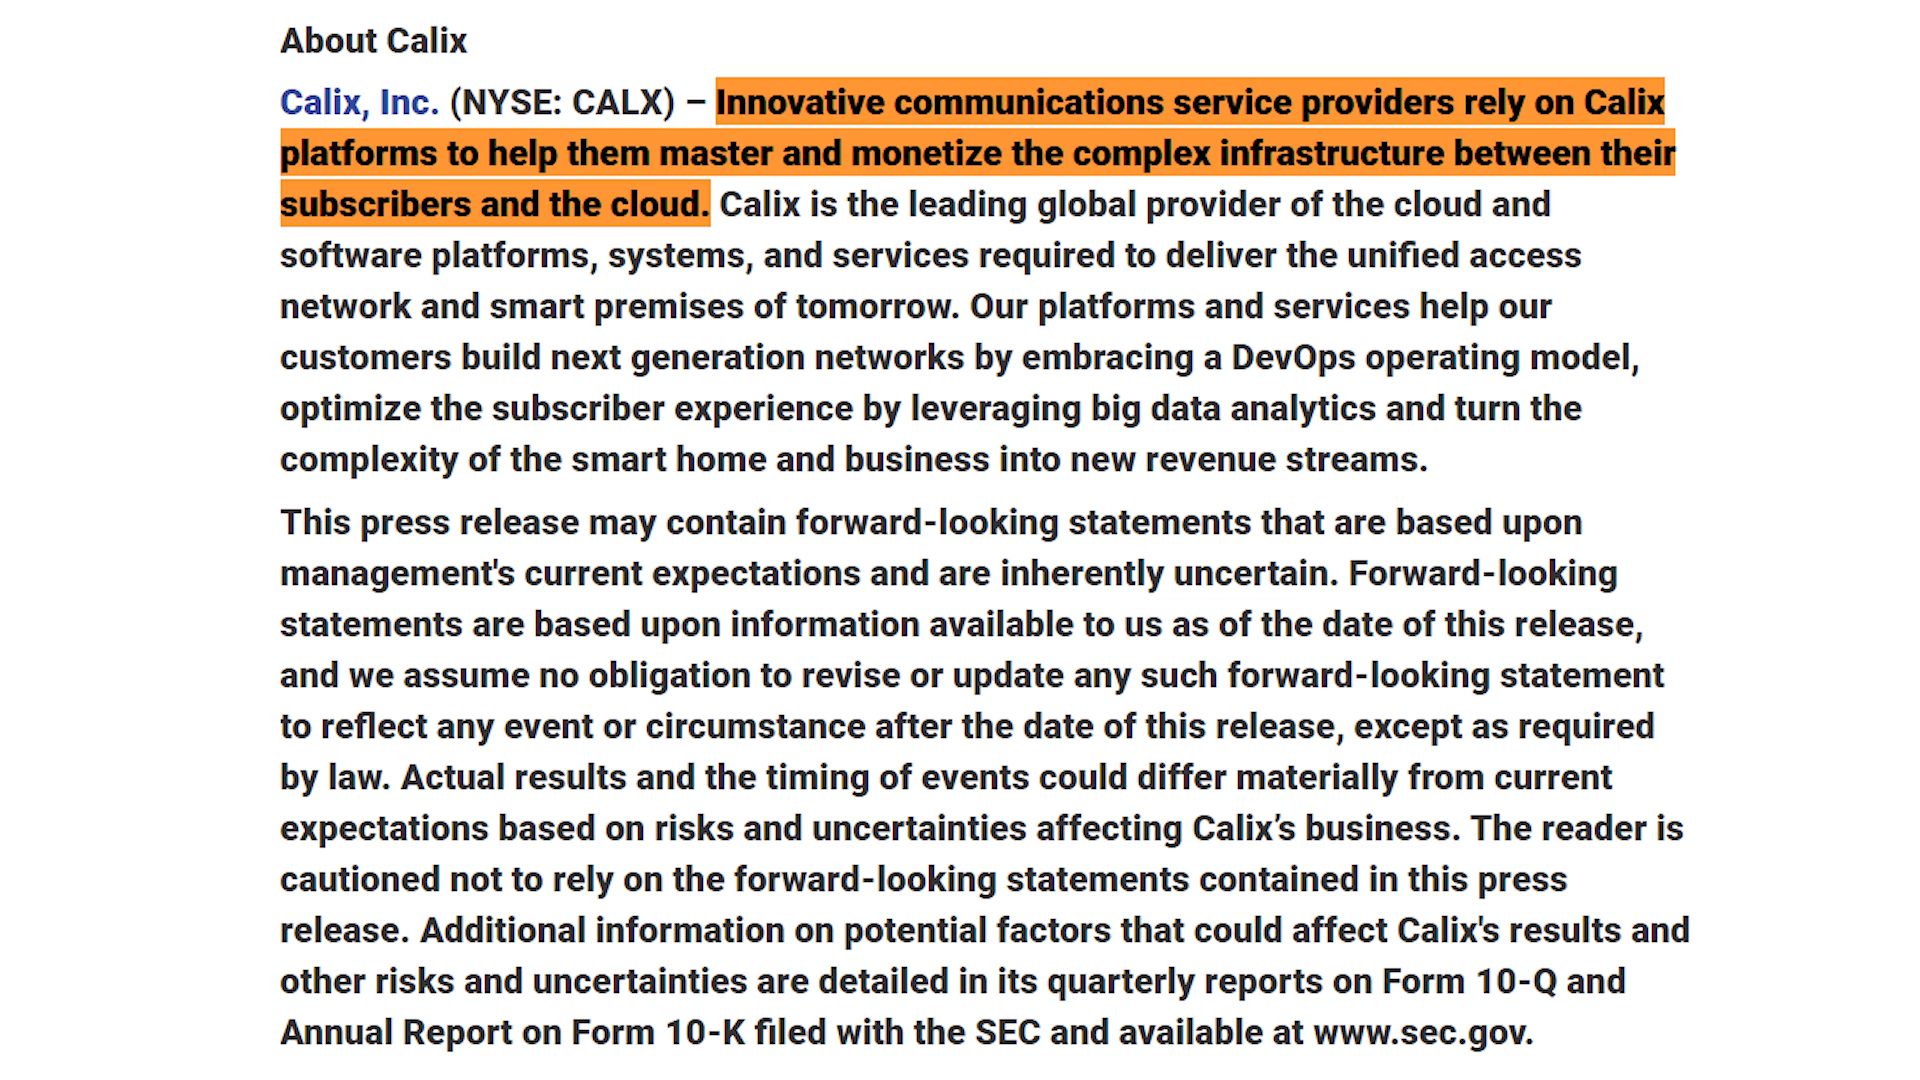 About Calix
Calix, Inc. (NYSE: CALX) – Innovative communications service providers rely on Calix
platforms to help them master and monetize the complex infrastructure between their
subscribers and the cloud. Calix is the leading global provider of the cloud and
software platforms, systems, and services required to deliver the unified access
network and smart premises of tomorrow. Our platforms and services help our
customers build next generation networks by embracing a DevOps operating model,
optimize the subscriber experience by leveraging big data analytics and turn the
complexity of the smart home and business into new revenue streams.
This press release may contain forward-looking statements that are based upon
management's current expectations and are inherently uncertain. Forward-looking
statements are based upon information available to us as of the date of this release,
and we assume no obligation to revise or update any such forward-looking statement
to reflect any event or circumstance after the date of this release, except as required
by law. Actual results and the timing of events could differ materially from current
expectations based on risks and uncertainties affecting Calix’s business. The reader is
cautioned not to rely on the forward-looking statements contained in this press
release. Additional information on potential factors that could affect Calix's results and
other risks and uncertainties are detailed in its quarterly reports on Form 10-Q and
Annual Report on Form 10-K filed with the SEC and available at www.sec.gov.